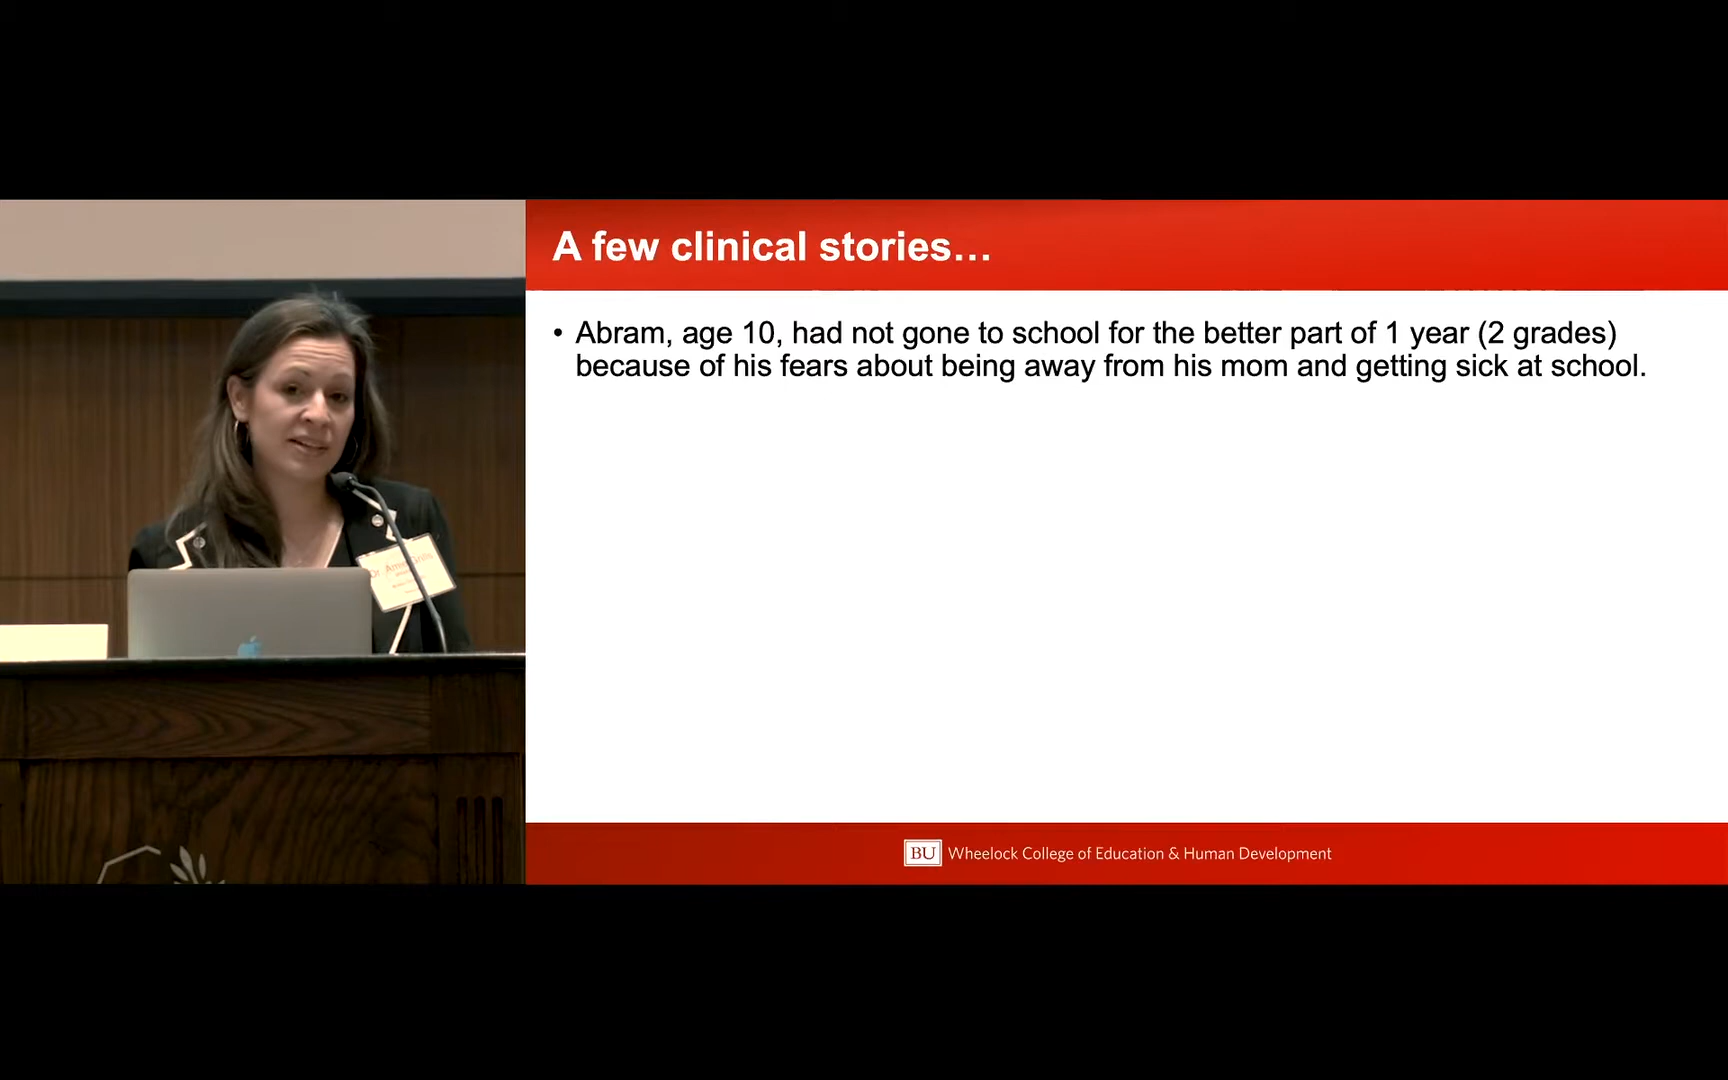 A few clinical stories…
• Abram, age 10, had not gone to school for the better part of 1 year (2 grades)
because of his fears about being away from his mom and getting sick at school.
Dr.
BU Wheelock College of Education & Human Development